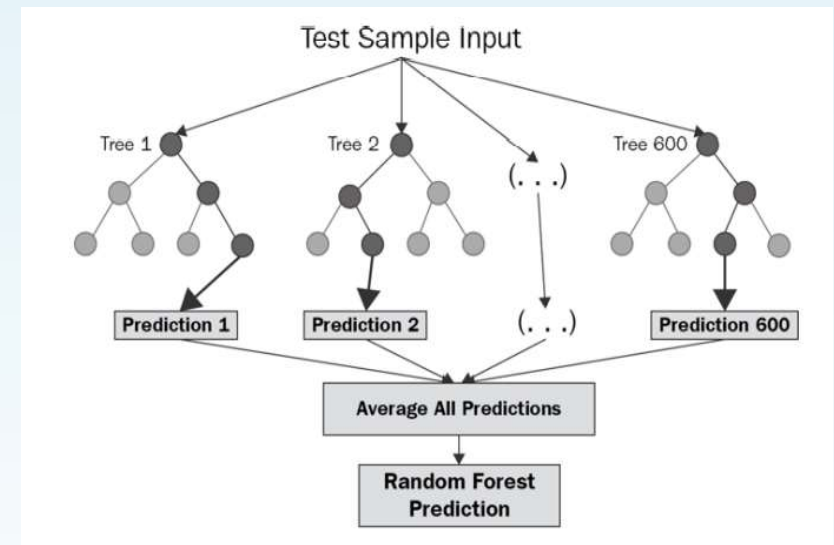 Test Sample Input
Tree 1
Tree 2
Tree 600
(. . .)
Prediction 1
Prediction 2
(. . .)
Prediction 600
Average All Predictions
Random Forest
Prediction